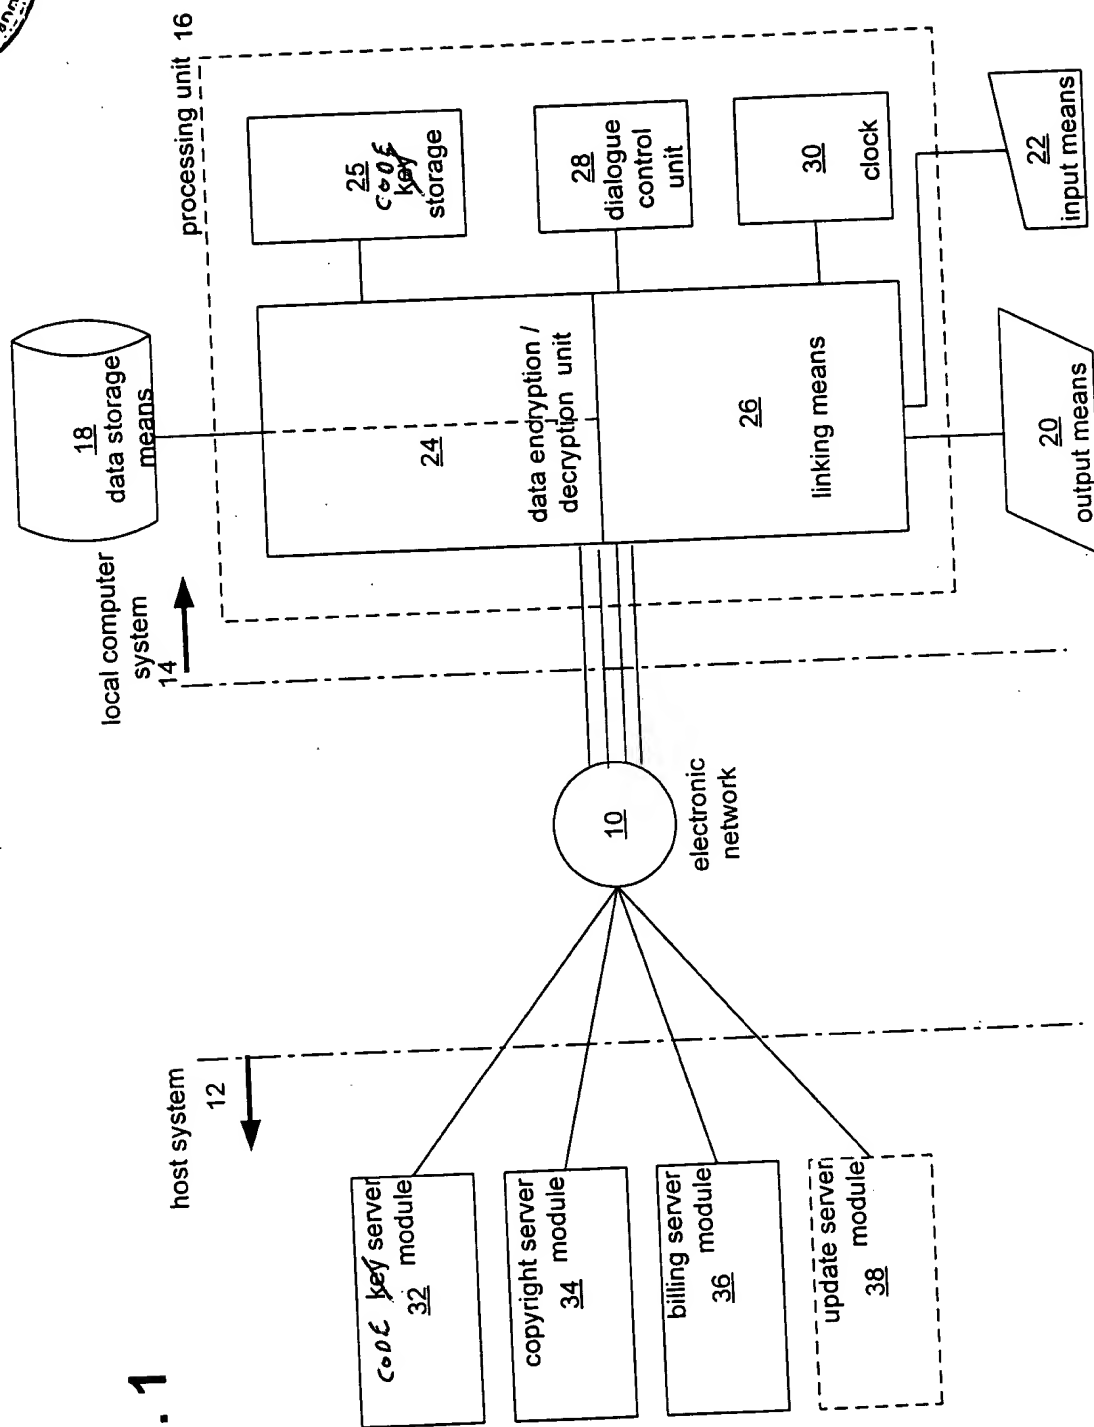 . 1
host system
12
local computer
system
14
CODE key server
module
32
copyright server
module
34
billing server
module
36
update server
module
38
10
electronic
network
18
data storage
means
processing unit 16
24
data encryption /
decryption unit
26
linking means
25
CODE
key
storage
28
dialogue
control
unit
30
clock
20
output means
22
input means